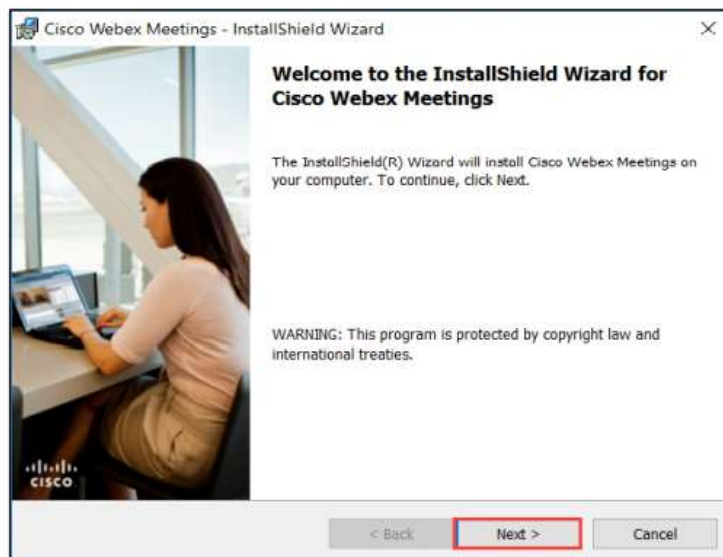 Cisco Webex Meetings - InstallShield Wizard
Welcome to the InstallShield Wizard for
Cisco Webex Meetings
The InstallShield(R) Wizard will install Cisco Webex Meetings on
your computer. To continue, click Next.
WARNING: This program is protected by copyright law and
international treaties.
CISCO
< Back
Next >
Cancel